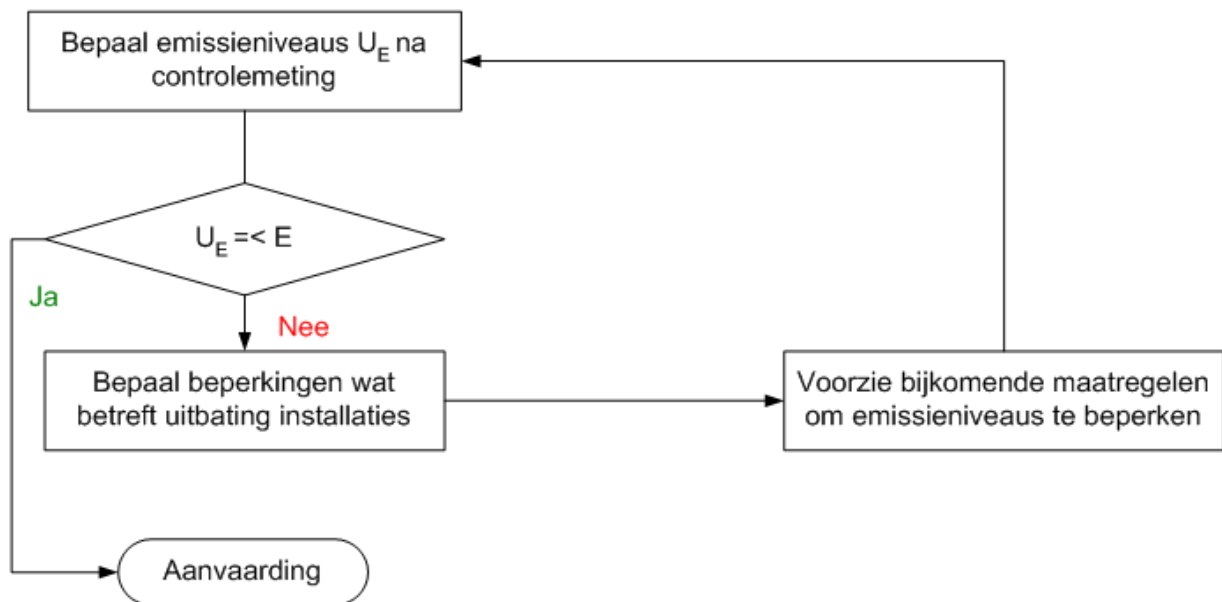 Bepaal emissieniveaus U_E na
controlemeting
U_E =< E
Ja
Nee
Bepaal beperkingen wat
betreft uitbating installaties
Voorzie bijkomende maatregelen
om emissieniveaus te beperken
Aanvaarding